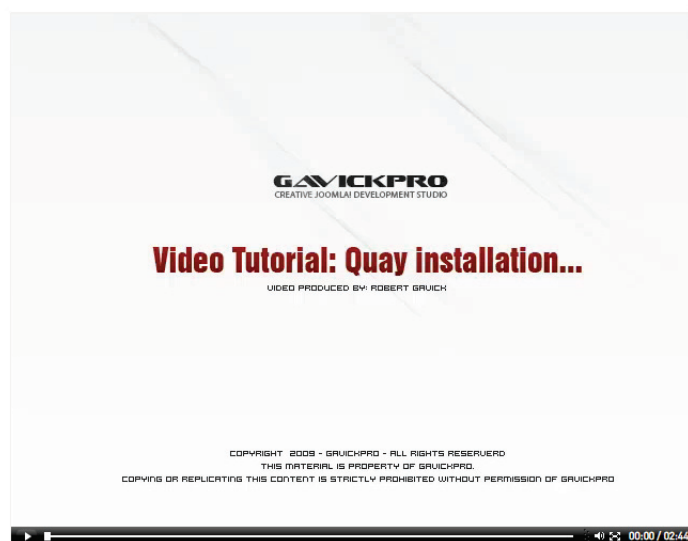 GAVICKPRO
CREATIVE JOOMLA! DEVELOPMENT STUDIO
Video Tutorial: Quay installation...
VIDEO PRODUCED BY: ROBERT GAVICK
COPYRIGHT 2009 - GAVICKPRO - ALL RIGHTS RESERVERD
THIS MATERIAL IS PROPERTY OF GAVICKPRO.
COPYING OR REPLICATING THIS CONTENT IS STRICTLY PROHIBITED WITHOUT PERMISSION OF GAVICKPRO
00:00 / 02:44